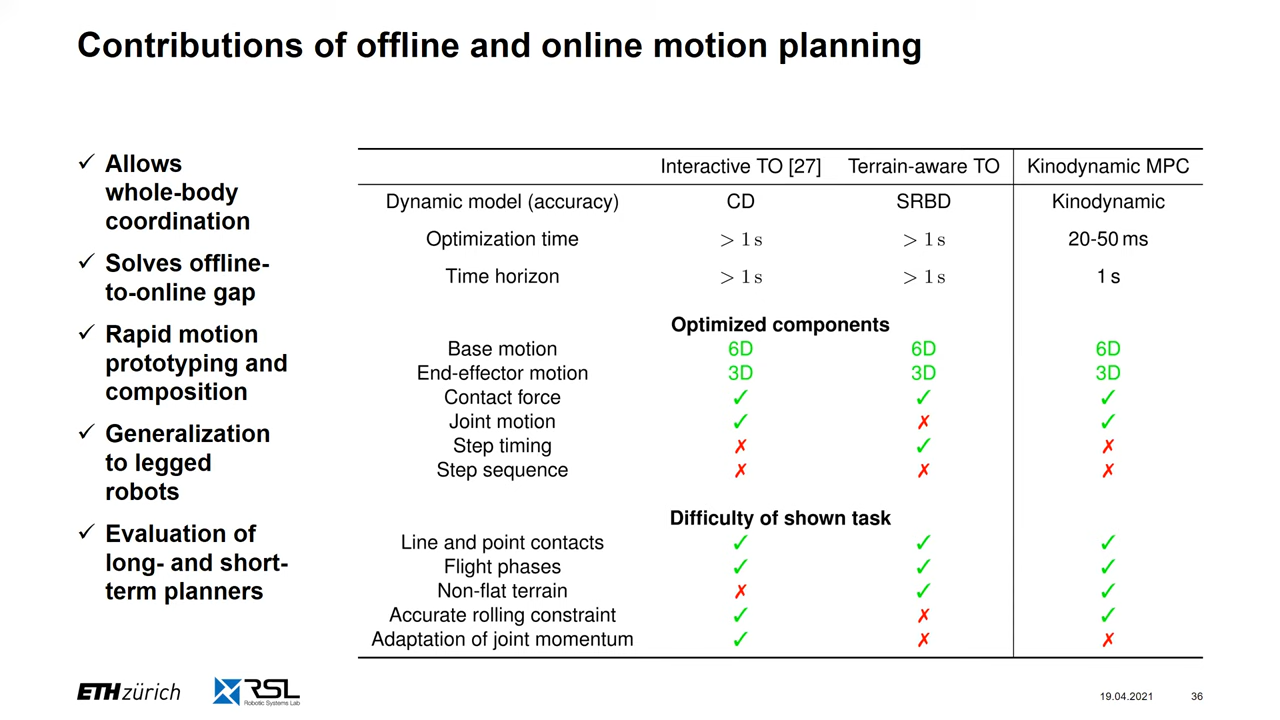 Contributions of offline and online motion planning
✓ Allows
whole-body
coordination
✓ Solves offline-
to-online gap
✓ Rapid motion
prototyping and
composition
✓ Generalization
to legged
robots
✓ Evaluation of
long- and short-
term planners
Interactive TO [27] Terrain-aware TO Kinodynamic MPC
Dynamic model (accuracy) CD SRBD Kinodynamic
Optimization time > 1 s > 1 s 20-50 ms
Time horizon > 1 s > 1 s 1 s
Optimized components
Base motion 6D 6D 6D
End-effector motion 3D 3D 3D
Contact force ✓ ✓ ✓
Joint motion ✓ ✗ ✓
Step timing ✗ ✓ ✗
Step sequence ✗ ✗ ✗
Difficulty of shown task
Line and point contacts ✓ ✓ ✓
Flight phases ✓ ✓ ✓
Non-flat terrain ✗ ✓ ✓
Accurate rolling constraint ✓ ✗ ✓
Adaptation of joint momentum ✓ ✗ ✗
ETH zürich
RSL
Robotic Systems Lab
19.04.2021 36